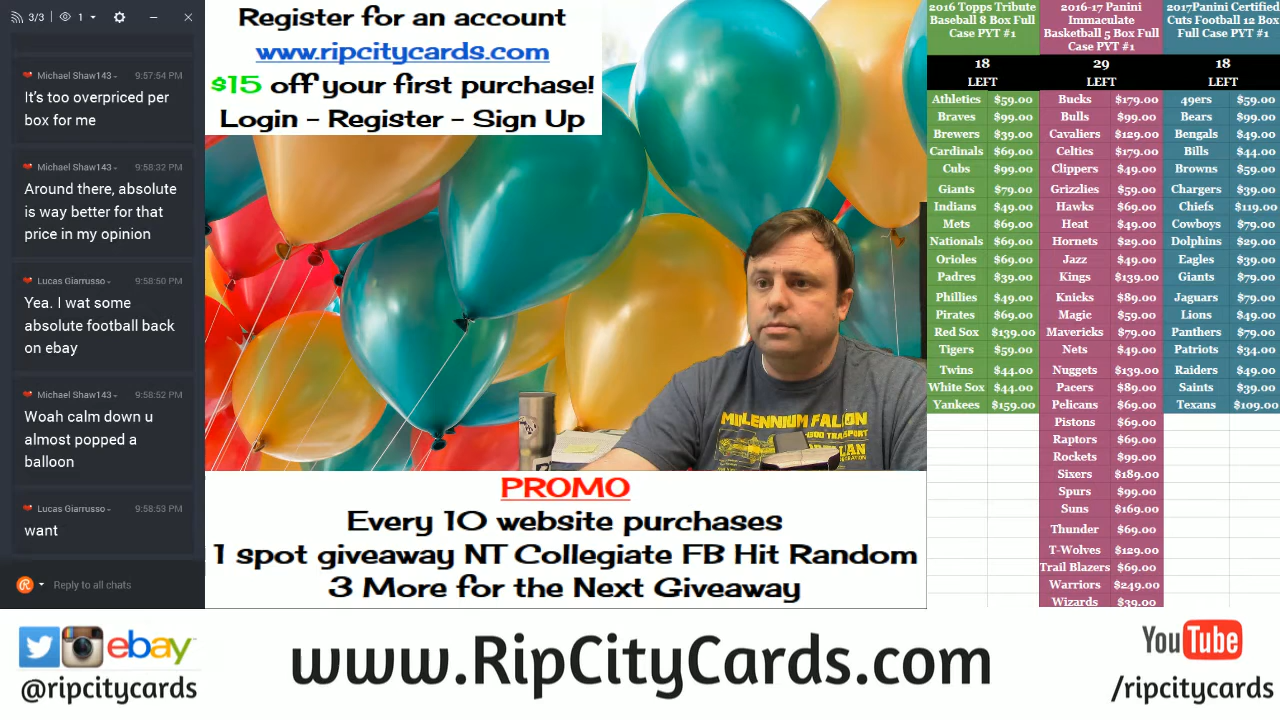 3/3 1
Michael Shaw143 9:57:54 PM
It's too overpriced per
box for me
Michael Shaw143 9:58:32 PM
Around there, absolute
is way better for that
price in my opinion
Lucas Giarrusso 9:58:50 PM
Yea. I wat some
absolute football back
on ebay
Michael Shaw143 9:58:52 PM
Woah calm down u
almost popped a
balloon
Lucas Giarrusso 9:58:53 PM
want
Reply to all chats
Register for an account
www.ripcitycards.com
$15 off your first purchase!
Login - Register - Sign Up
MILLENNIUM FALCON
PROMO
Every 10 website purchases
1 spot giveaway NT Collegiate FB Hit Random
3 More for the Next Giveaway
2016 Topps Tribute
Baseball 8 Box Full
Case PYT #1
18
LEFT
Athletics $59.00
Braves $99.00
Brewers $39.00
Cardinals $69.00
Cubs $99.00
Giants $79.00
Indians $49.00
Mets $69.00
Nationals $69.00
Orioles $69.00
Padres $39.00
Phillies $49.00
Pirates $69.00
Red Sox $139.00
Tigers $59.00
Twins $44.00
White Sox $44.00
Yankees $159.00
2016-17 Panini
Immaculate
Basketball 5 Box Full
Case PYT #1
29
LEFT
Bucks $179.00
Bulls $99.00
Cavaliers $129.00
Celtics $179.00
Clippers $49.00
Grizzlies $59.00
Hawks $69.00
Heat $49.00
Hornets $29.00
Jazz $49.00
Kings $139.00
Knicks $89.00
Magic $59.00
Mavericks $79.00
Nets $49.00
Nuggets $139.00
Pacers $89.00
Pelicans $69.00
Pistons $69.00
Raptors $69.00
Rockets $99.00
Sixers $189.00
Spurs $99.00
Suns $169.00
Thunder $69.00
T-Wolves $129.00
Trail Blazers $69.00
Warriors $249.00
Wizards $39.00
2017Panini Certified
Cuts Football 12 Box
Full Case PYT #1
18
LEFT
49ers $59.00
Bears $99.00
Bengals $49.00
Bills $44.00
Browns $59.00
Chargers $39.00
Chiefs $119.00
Cowboys $79.00
Dolphins $29.00
Eagles $39.00
Giants $79.00
Jaguars $79.00
Lions $49.00
Panthers $79.00
Patriots $34.00
Raiders $49.00
Saints $39.00
Texans $109.00
ebay
@ripcitycards
www.RipCityCards.com
YouTube
/ripcitycards